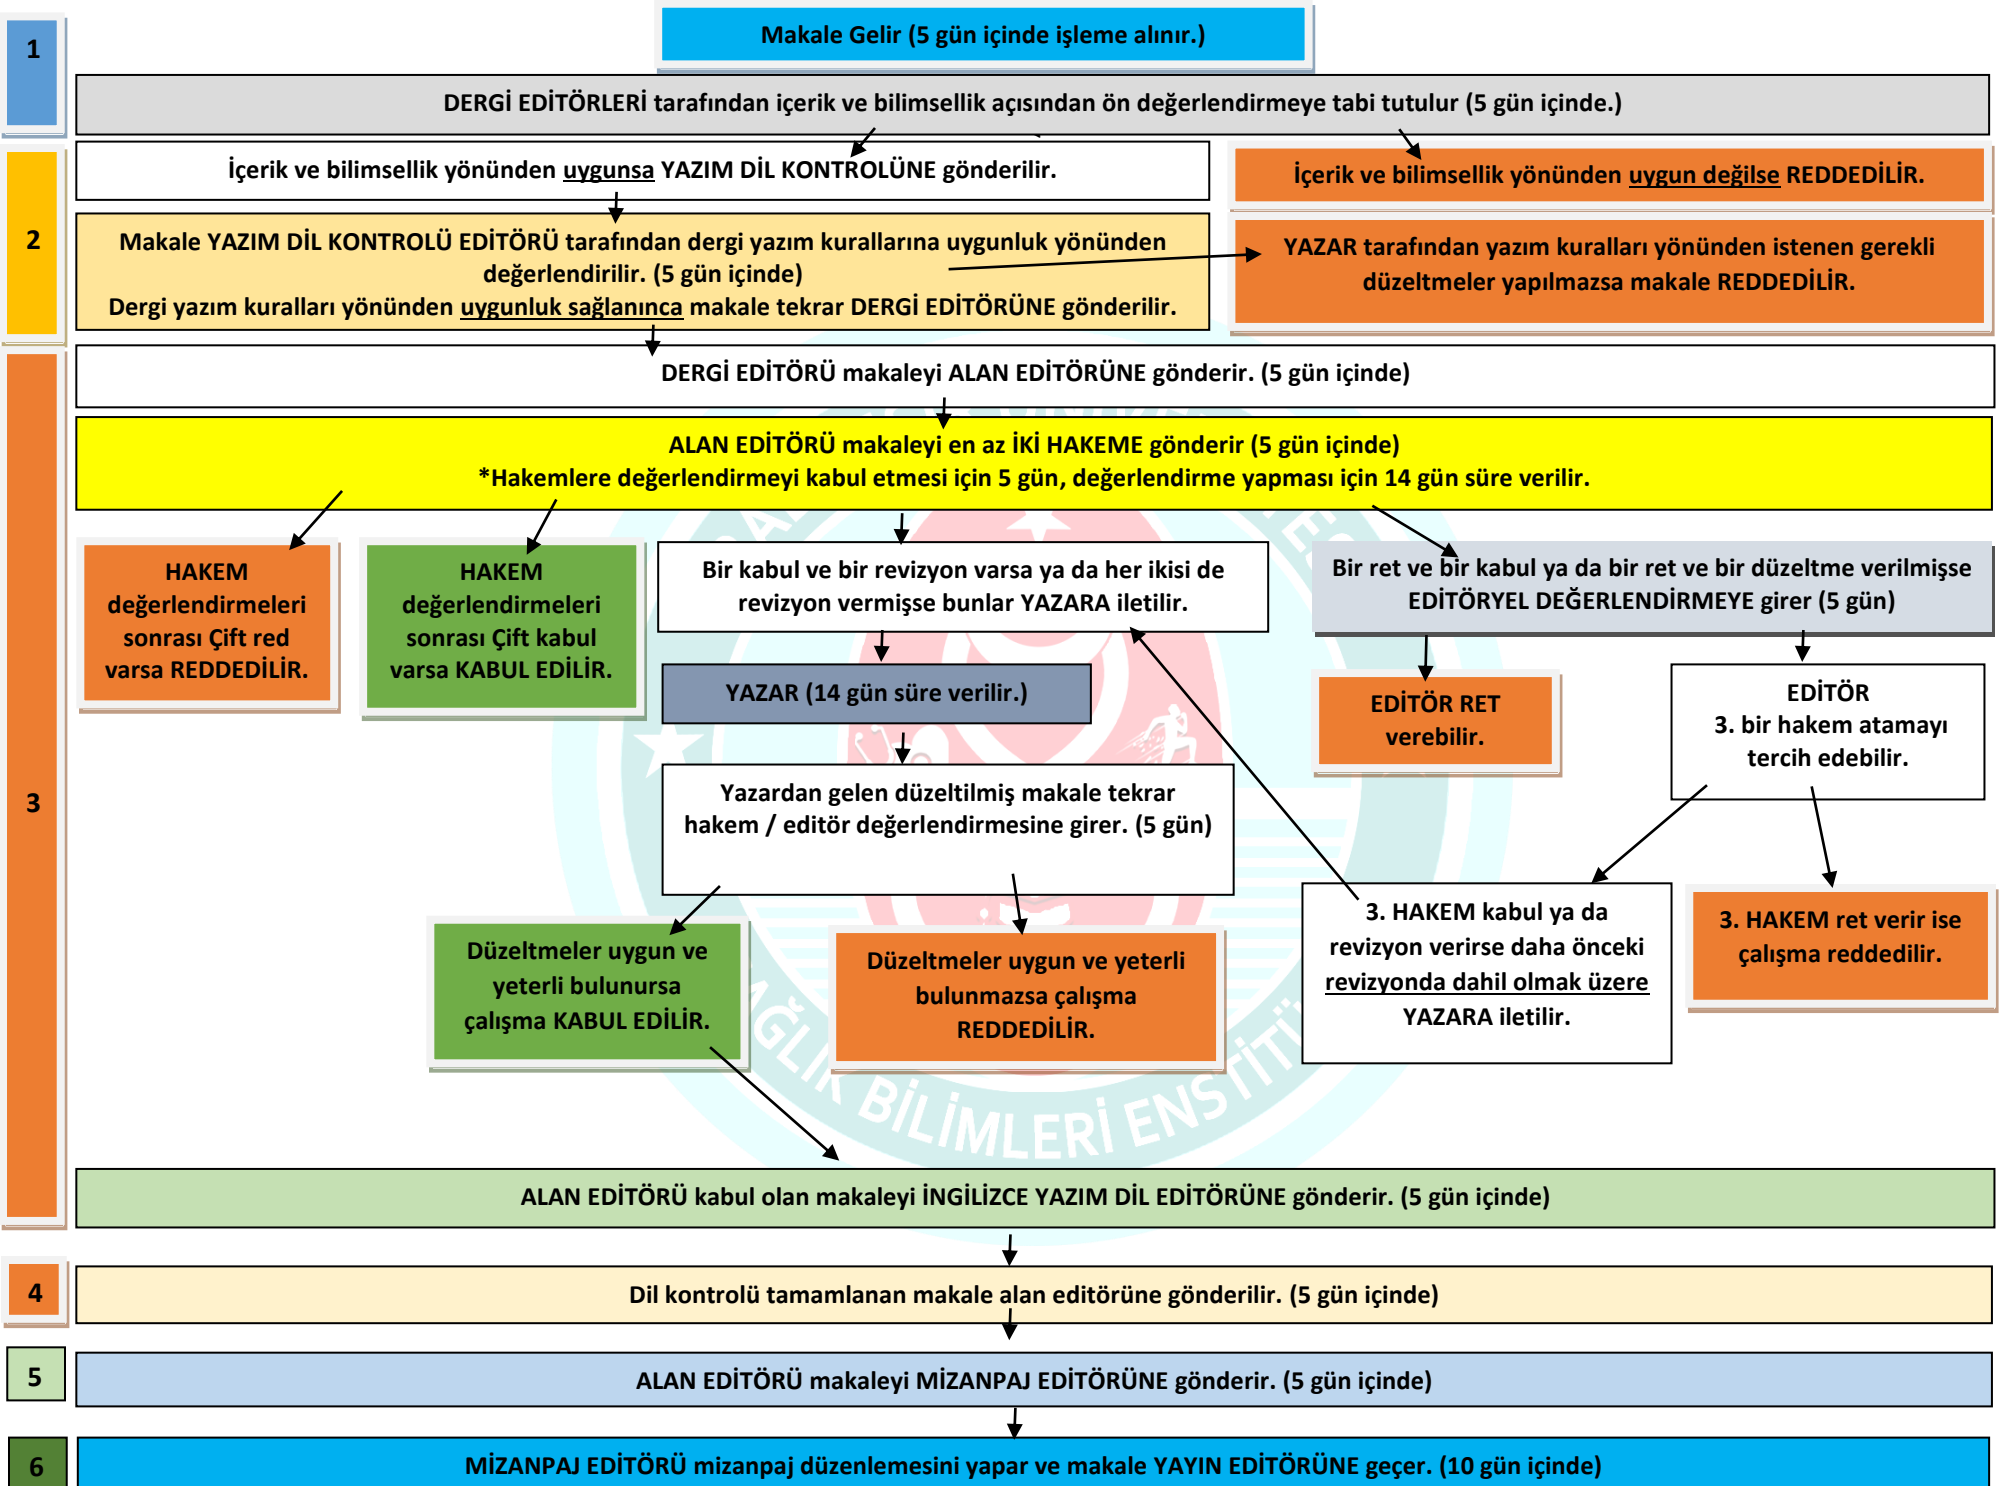 1
Makale Gelir (5 gün içinde işleme alınır.)
DERGİ EDİTÖRLERİ tarafından içerik ve bilimsellik açısından ön değerlendirmeye tabi tutulur (5 gün içinde.)
2
İçerik ve bilimsellik yönünden uygunsa YAZIM DİL KONTROLÜNE gönderilir.
İçerik ve bilimsellik yönünden uygun değilse REDDEDİLİR.
Makale YAZIM DİL KONTROLÜ EDİTÖRÜ tarafından dergi yazım kurallarına uygunluk yönünden
değerlendirilir. (5 gün içinde)
Dergi yazım kuralları yönünden uygunluk sağlanınca makale tekrar DERGİ EDİTÖRÜNE gönderilir.
YAZAR tarafından yazım kuralları yönünden istenen gerekli
düzeltmeler yapılmazsa makale REDDEDİLİR.
3
DERGİ EDİTÖRÜ makaleyi ALAN EDİTÖRÜNE gönderir. (5 gün içinde)
ALAN EDİTÖRÜ makaleyi en az İKİ HAKEME gönderir (5 gün içinde)
*Hakemlere değerlendirmeyi kabul etmesi için 5 gün, değerlendirme yapması için 14 gün süre verilir.
HAKEM
değerlendirmeleri
sonrası Çift red
varsa REDDEDİLİR.
HAKEM
değerlendirmeleri
sonrası Çift kabul
varsa KABUL EDİLİR.
Bir kabul ve bir revizyon varsa ya da her ikisi de
revizyon vermişse bunlar YAZARA iletilir.
Bir ret ve bir kabul ya da bir ret ve bir düzeltme verilmişse
EDİTÖRYEL DEĞERLENDİRMEYE girer (5 gün)
YAZAR (14 gün süre verilir.)
EDİTÖR RET
verebilir.
EDİTÖR
3. bir hakem atamayı
tercih edebilir.
Yazardan gelen düzeltilmiş makale tekrar
hakem / editör değerlendirmesine girer. (5 gün)
Düzeltmeler uygun ve
yeterli bulunursa
çalışma KABUL EDİLİR.
Düzeltmeler uygun ve yeterli
bulunmazsa çalışma
REDDEDİLİR.
3. HAKEM kabul ya da
revizyon verirse daha önceki
revizyonda dahil olmak üzere
YAZARA iletilir.
3. HAKEM ret verir ise
çalışma reddedilir.
BİLİMLERİ
ALAN EDİTÖRÜ kabul olan makaleyi İNGİLİZCE YAZIM DİL EDİTÖRÜNE gönderir. (5 gün içinde)
4
Dil kontrolü tamamlanan makale alan editörüne gönderilir. (5 gün içinde)
5
ALAN EDİTÖRÜ makaleyi MİZANPAJ EDİTÖRÜNE gönderir. (5 gün içinde)
6
MİZANPAJ EDİTÖRÜ mizanpaj düzenlemesini yapar ve makale YAYIN EDİTÖRÜNE geçer. (10 gün içinde)